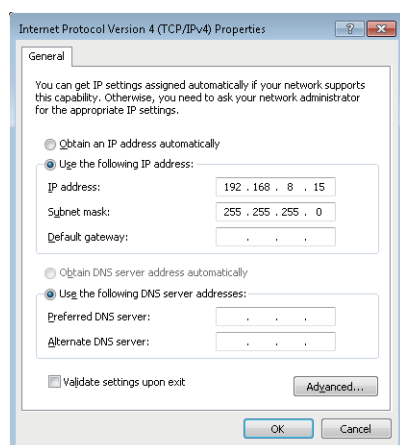 Internet Protocol Version 4 (TCP/IPv4) Properties
General
You can get IP settings assigned automatically if your network supports
this capability. Otherwise, you need to ask your network administrator
for the appropriate IP settings.
Obtain an IP address automatically
Use the following IP address:
IP address: 192 . 168 . 8 . 15
Subnet mask: 255 . 255 . 255 . 0
Default gateway: . . .
Obtain DNS server address automatically
Use the following DNS server addresses:
Preferred DNS server: . . .
Alternate DNS server: . . .
Validate settings upon exit
Advanced...
OK Cancel